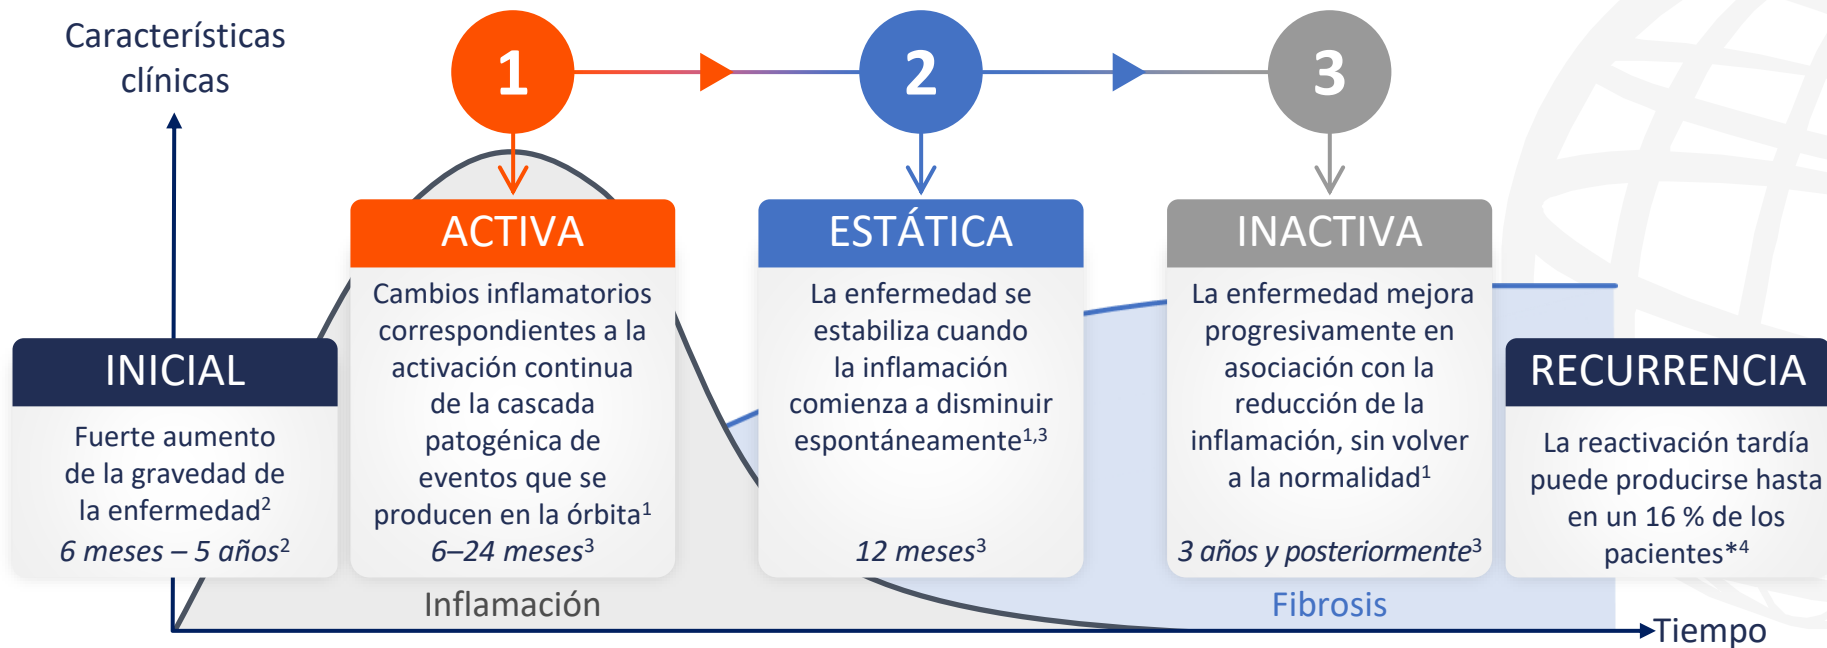 Características
clínicas
1
2
3
INICIAL
Fuerte aumento
de la gravedad de
la enfermedad²
6 meses – 5 años²
ACTIVA
Cambios inflamatorios
correspondientes a la
activación continua
de la cascada
patogénica de
eventos que se
producen en la órbita¹
6–24 meses³
ESTÁTICA
La enfermedad se
estabiliza cuando
la inflamación
comienza a disminuir
espontáneamente¹,³
12 meses³
INACTIVA
La enfermedad mejora
progresivamente en
asociación con la
reducción de la
inflamación, sin volver
a la normalidad¹
3 años y posteriormente³
RECURRENCIA
La reactivación tardía
puede producirse hasta
en un 16 % de los
pacientes*⁴
Inflamación
Fibrosis
Tiempo